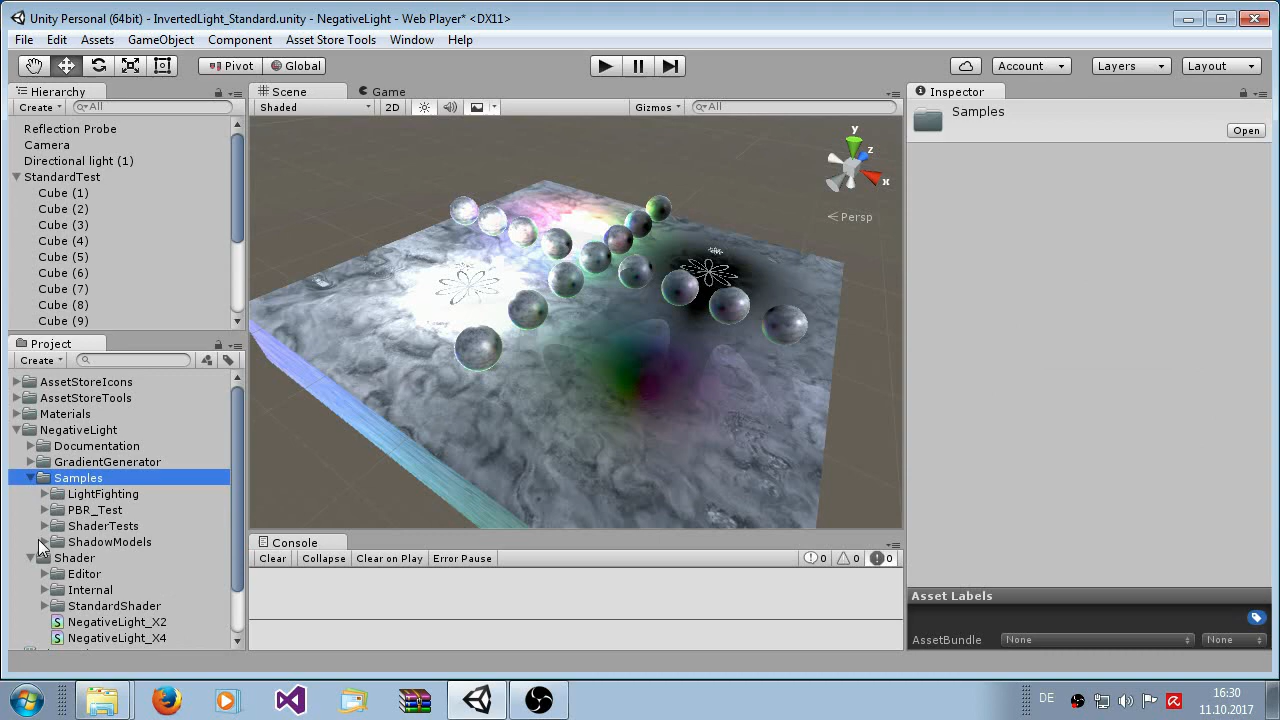 Unity Personal (64bit) - InvertedLight_Standard.unity - NegativeLight - Web Player* <DX11>
File Edit Assets GameObject Component Asset Store Tools Window Help
Pivot Global Account Layers Layout
Hierarchy
Create All
Reflection Probe
Camera
Directional light (1)
StandardTest
Cube (1)
Cube (2)
Cube (3)
Cube (4)
Cube (5)
Cube (6)
Cube (7)
Cube (8)
Cube (9)
Scene Game
Shaded 2D Gizmos All
y
z
x
Persp
Inspector
Samples
Open
Project
Create
AssetStoreIcons
AssetStoreTools
Materials
NegativeLight
Documentation
GradientGenerator
Samples
LightFighting
PBR_Test
ShaderTests
ShadowModels
Shader
Editor
Internal
StandardShader
NegativeLight_X2
NegativeLight_X4
Console
Clear Collapse Clear on Play Error Pause 0 0 0
Asset Labels
AssetBundle None None
DE 16:30
11.10.2017